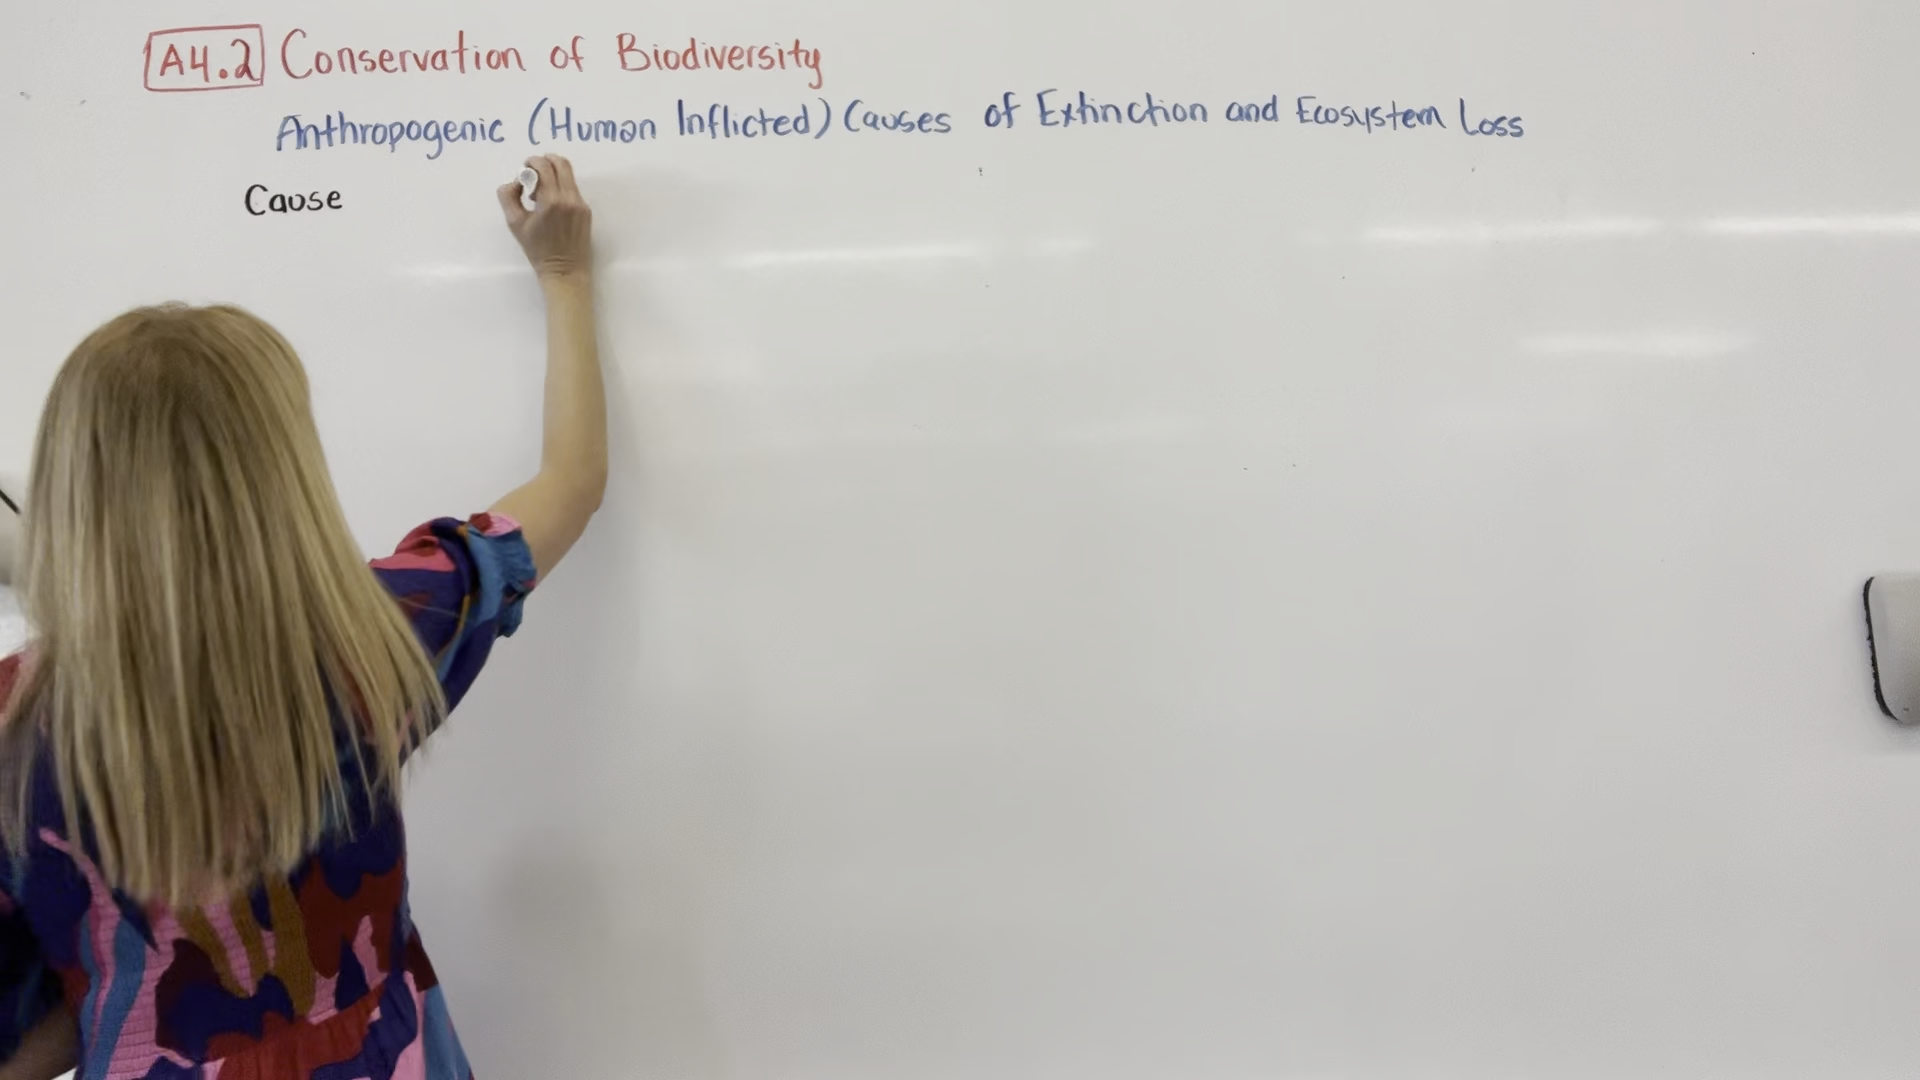 A4.2 Conservation of Biodiversity
Anthropogenic (Human Inflicted) Causes of Extinction and Ecosystem Loss
Cause